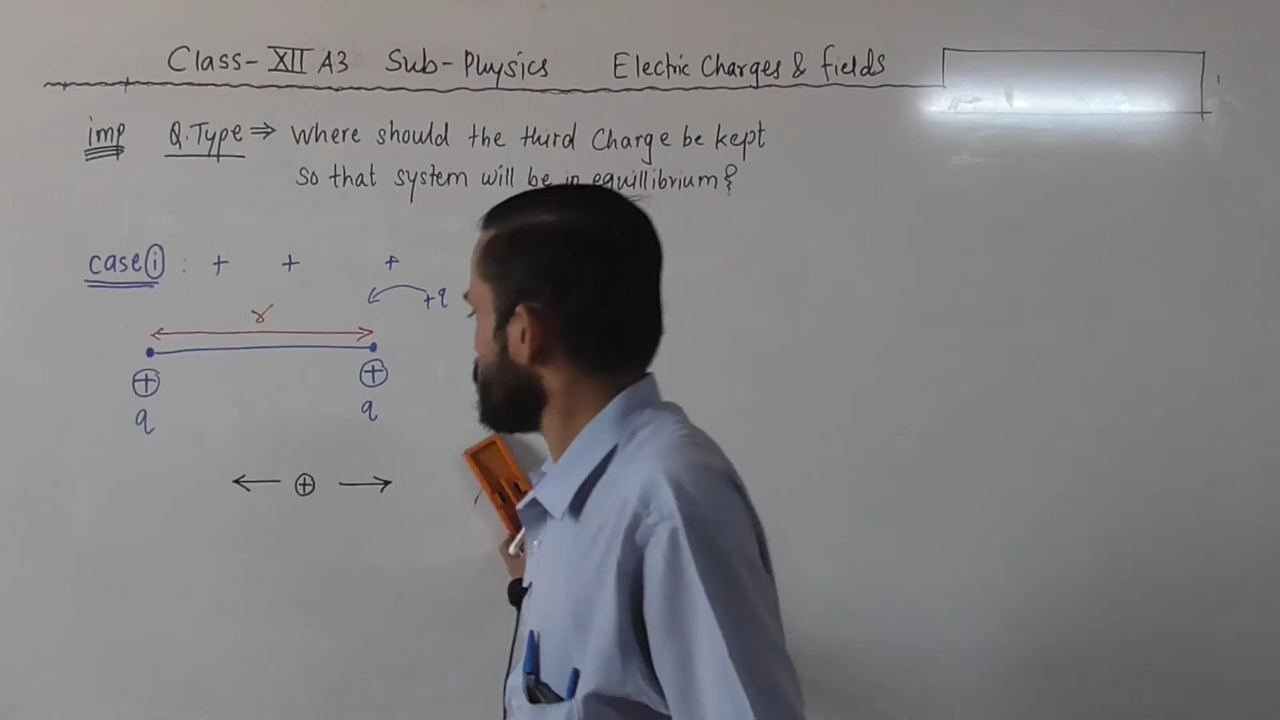 Class-XII A3 Sub-Physics Electric Charges & fields
imp Q.Type ⇒ Where should the third Charge be kept
so that system will be in equillibrium?
case (i) : + + +
+q
r
⊕ ⊕
q q
← ⊕ →